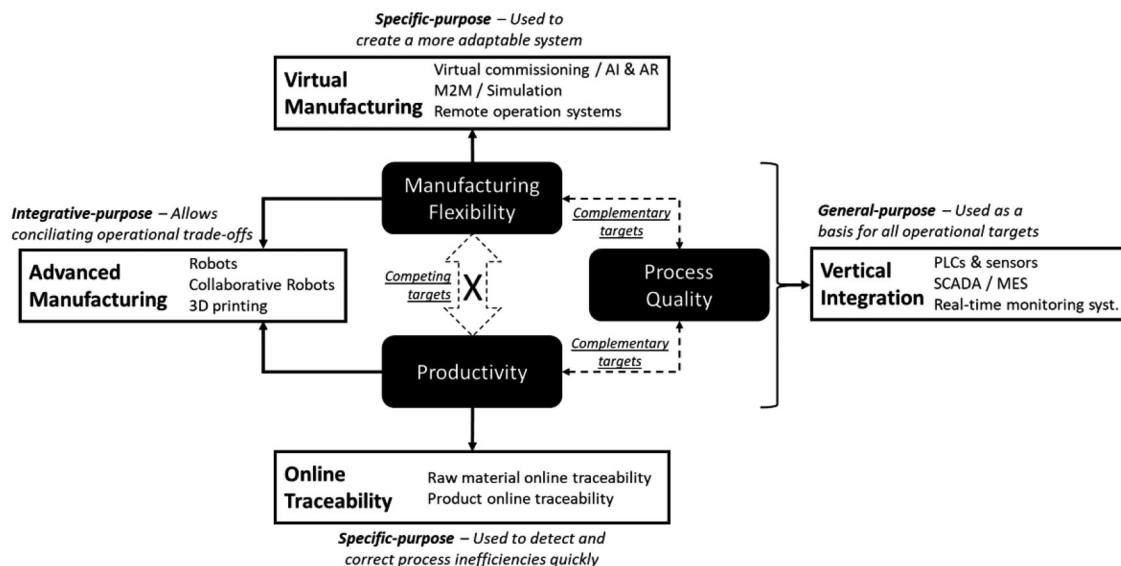 Specific-purpose – Used to
create a more adaptable system
Virtual
Manufacturing
Virtual commissioning / AI & AR
M2M / Simulation
Remote operation systems
Manufacturing
Flexibility
Integrative-purpose – Allows
conciliating operational trade-offs
Advanced
Manufacturing
Robots
Collaborative Robots
3D printing
Competing
targets
X
Complementary
targets
Process
Quality
Complementary
targets
General-purpose – Used as a
basis for all operational targets
Vertical
Integration
PLCs & sensors
SCADA / MES
Real-time monitoring syst.
Productivity
Online
Traceability
Raw material online traceability
Product online traceability
Specific-purpose – Used to detect and
correct process inefficiencies quickly